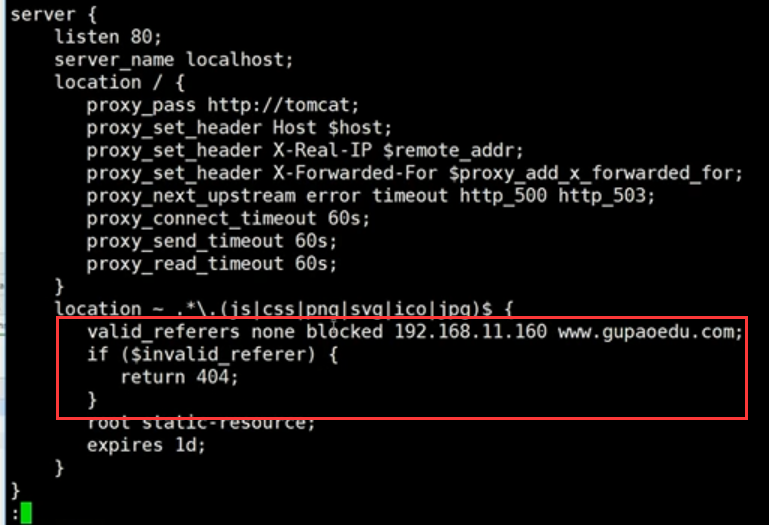 server {
    listen 80;
    server_name localhost;
    location / {
       proxy_pass http://tomcat;
       proxy_set_header Host $host;
       proxy_set_header X-Real-IP $remote_addr;
       proxy_set_header X-Forwarded-For $proxy_add_x_forwarded_for;
       proxy_next_upstream error timeout http_500 http_503;
       proxy_connect_timeout 60s;
       proxy_send_timeout 60s;
       proxy_read_timeout 60s;
    }
    location ~ .*\.(js|css|png|svg|ico|jpg)$ {
       valid_referers none blocked 192.168.11.160 www.gupaoedu.com;
       if ($invalid_referer) {
          return 404;
       }
       root static-resource;
       expires 1d;
    }
}
: